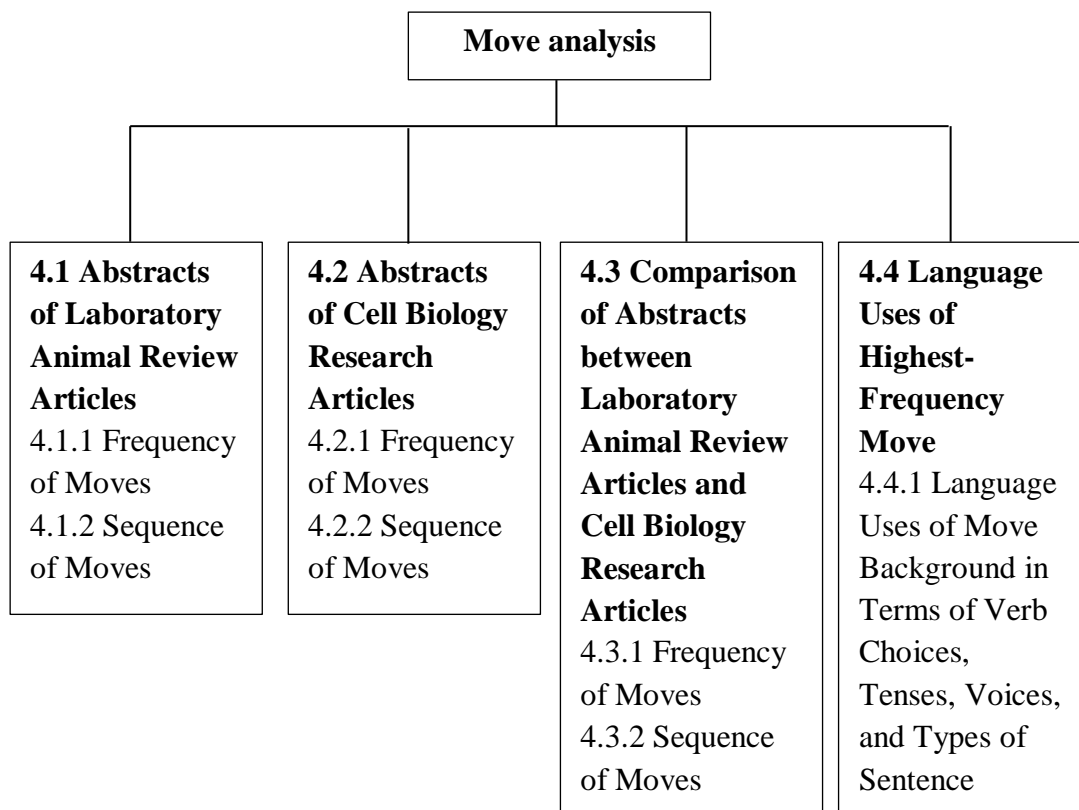 Move analysis
4.1 Abstracts
of Laboratory
Animal Review
Articles
4.1.1 Frequency
of Moves
4.1.2 Sequence
of Moves
4.2 Abstracts
of Cell Biology
Research
Articles
4.2.1 Frequency
of Moves
4.2.2 Sequence
of Moves
4.3 Comparison
of Abstracts
between
Laboratory
Animal Review
Articles and
Cell Biology
Research
Articles
4.3.1 Frequency
of Moves
4.3.2 Sequence
of Moves
4.4 Language
Uses of
Highest-
Frequency
Move
4.4.1 Language
Uses of Move
Background in
Terms of Verb
Choices,
Tenses, Voices,
and Types of
Sentence